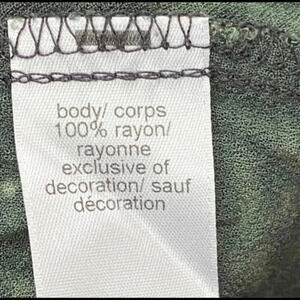 body/ corps
100% rayon/
rayonne
exclusive of
decoration/ sauf
décoration